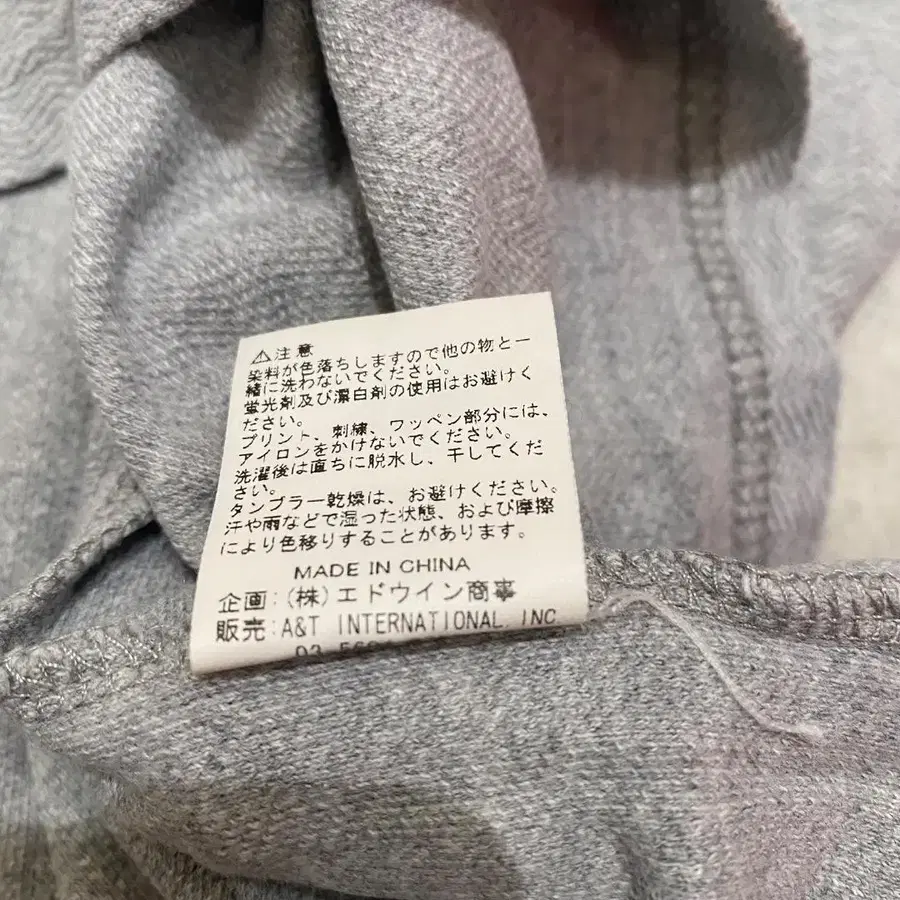 ⚠注意
染料が色落ちしますので他の物と一
緒に洗わないでください。
蛍光剤及び漂白剤の使用はお避けく
ださい。
プリント、刺繍、ワッペン部分には、
アイロンをかけないでください。
洗濯後は直ちに脱水し、干してくだ
さい。
タンブラー乾燥は、お避けください。
汗や雨などで湿った状態、および摩擦
により色移りすることがあります。
MADE IN CHINA
企画:(株)エドウイン商事
販売:A&T INTERNATIONAL.INC
03